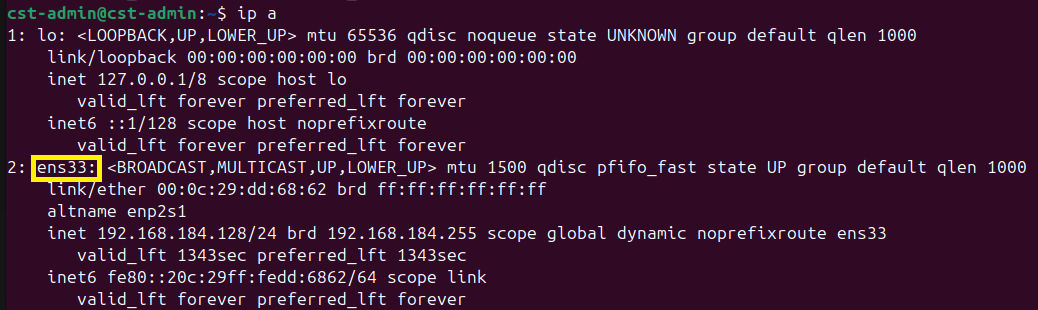 cst-admin@cst-admin:~$ ip a
1: lo: <LOOPBACK,UP,LOWER_UP> mtu 65536 qdisc noqueue state UNKNOWN group default qlen 1000
link/loopback 00:00:00:00:00:00 brd 00:00:00:00:00:00
inet 127.0.0.1/8 scope host lo
valid_lft forever preferred_lft forever
inet6 ::1/128 scope host noprefixroute
valid_lft forever preferred_lft forever
2: ens33: <BROADCAST,MULTICAST,UP,LOWER_UP> mtu 1500 qdisc pfifo_fast state UP group default qlen 1000
link/ether 00:0c:29:dd:68:62 brd ff:ff:ff:ff:ff:ff
altname enp2s1
inet 192.168.184.128/24 brd 192.168.184.255 scope global dynamic noprefixroute ens33
valid_lft 1343sec preferred_lft 1343sec
inet6 fe80::20c:29ff:fedd:6862/64 scope link
valid_lft forever preferred_lft forever